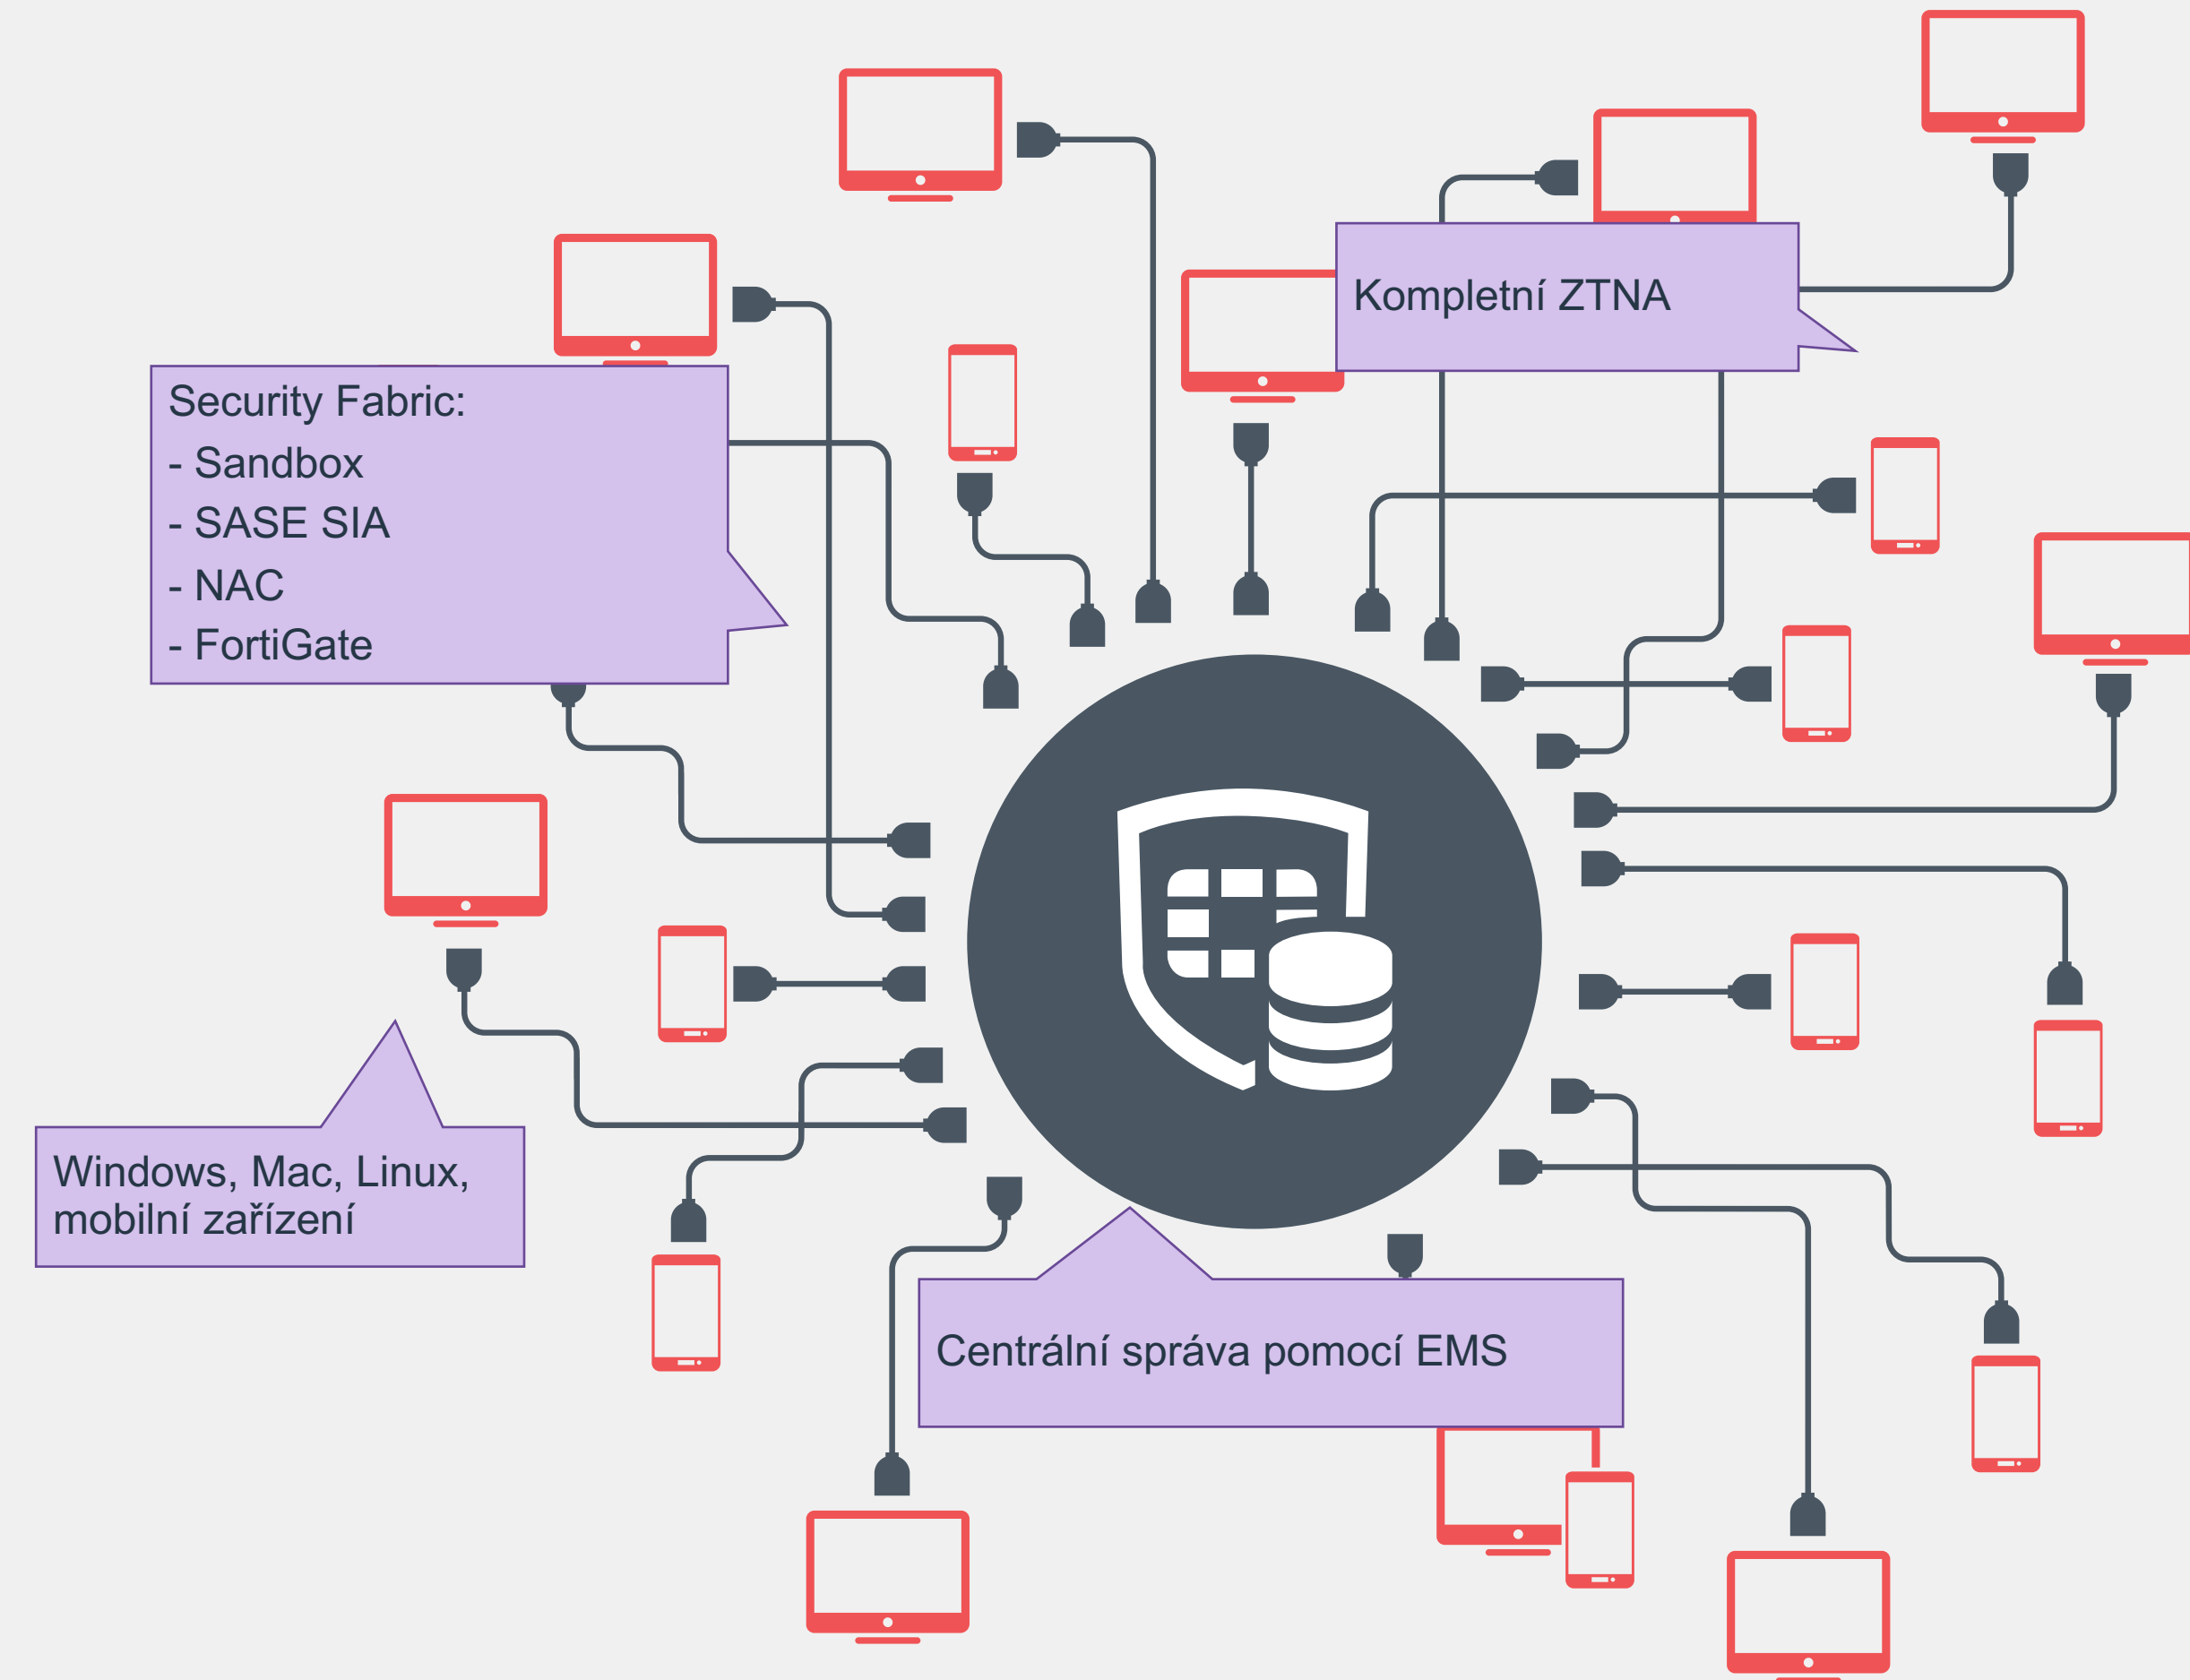 Kompletní ZTNA
Security Fabric:
- Sandbox
- SASE SIA
- NAC
- FortiGate
Windows, Mac, Linux,
mobilní zařízení
Centrální správa pomocí EMS